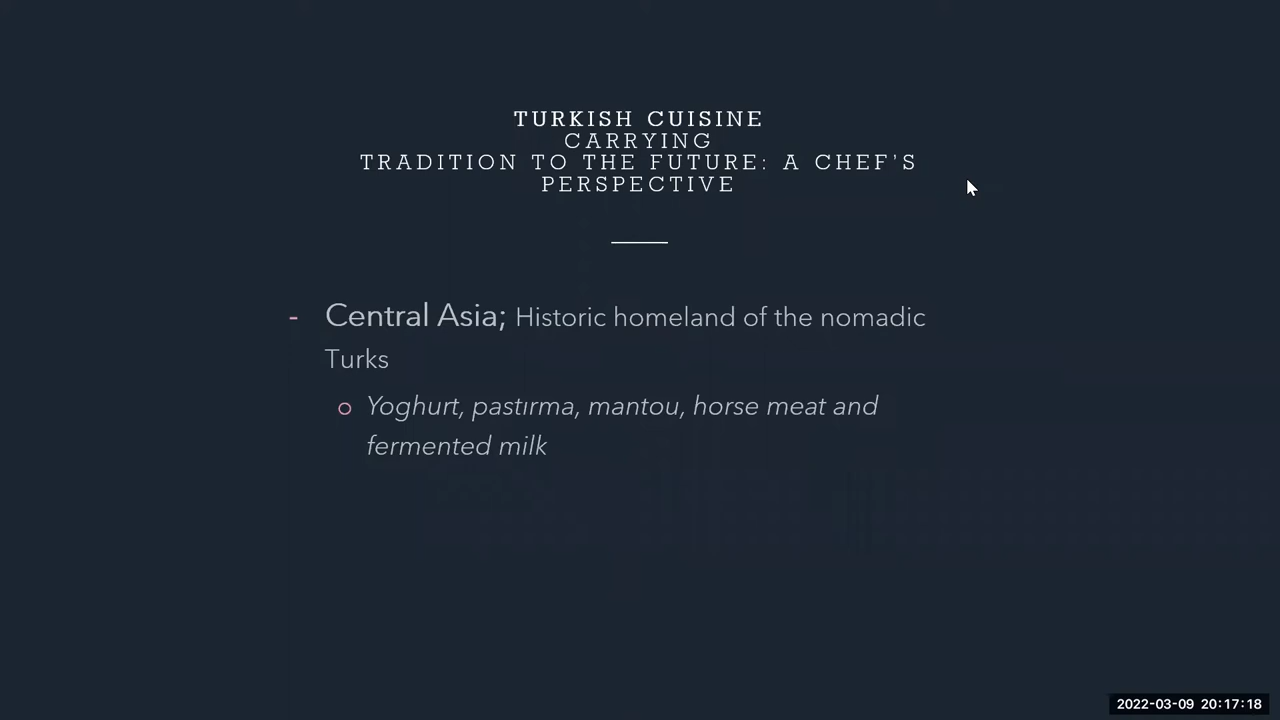 TURKISH CUISINE
CARRYING
TRADITION TO THE FUTURE: A CHEF'S
PERSPECTIVE
- Central Asia; Historic homeland of the nomadic
Turks
o Yoghurt, pastırma, mantou, horse meat and
fermented milk
2022-03-09 20:17:18